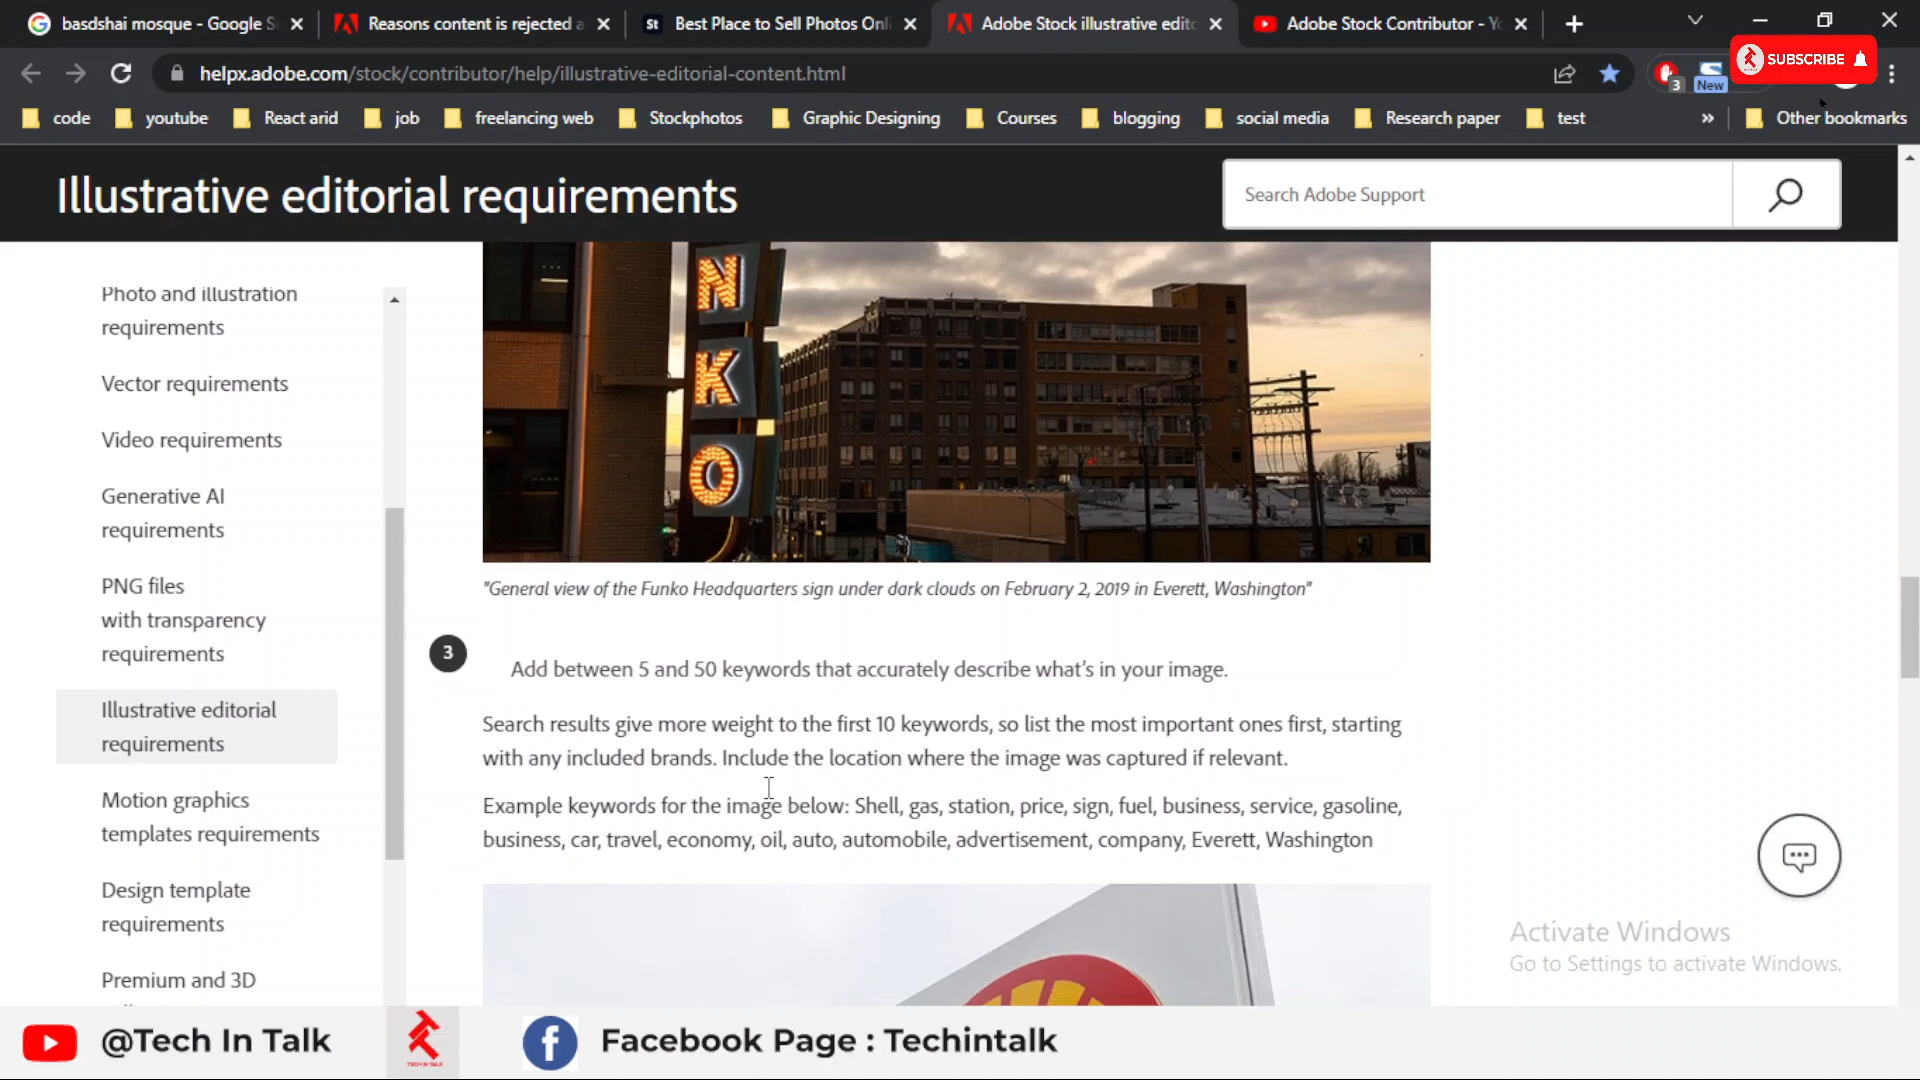 basdshai mosque - Google S
Reasons content is rejected a
St
Best Place to Sell Photos Onli
Adobe Stock illustrative edito
Adobe Stock Contributor - Yo
helpx.adobe.com/stock/contributor/help/illustrative-editorial-content.html
3
New
SUBSCRIBE
code
youtube
React arid
job
freelancing web
Stockphotos
Graphic Designing
Courses
blogging
social media
Research paper
test
»
Other bookmarks
Illustrative editorial requirements
Search Adobe Support
Photo and illustration
requirements
Vector requirements
Video requirements
Generative AI
requirements
PNG files
with transparency
requirements
Illustrative editorial
requirements
Motion graphics
templates requirements
Design template
requirements
Premium and 3D
N
K
O
"General view of the Funko Headquarters sign under dark clouds on February 2, 2019 in Everett, Washington"
3
Add between 5 and 50 keywords that accurately describe what's in your image.
Search results give more weight to the first 10 keywords, so list the most important ones first, starting
with any included brands. Include the location where the image was captured if relevant.
Example keywords for the image below: Shell, gas, station, price, sign, fuel, business, service, gasoline,
business, car, travel, economy, oil, auto, automobile, advertisement, company, Everett, Washington
Activate Windows
Go to Settings to activate Windows.
@Tech In Talk
TECH IN TALK
Facebook Page : Techintalk